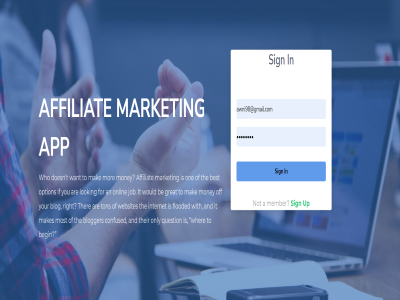 AFFILIATE MARKETING
APP
Who doesn't want to make more money? Affiliate marketing is one of the best
options if you are looking for an online job. It would be great to make money off
your blog, right? There are tons of websites the internet is flooded with, and it
makes most of the bloggers confused, and their only question is, "where to
begin?"
Sign In
awni98@gmail.com
••••••••
Sign In
Not a member? Sign Up